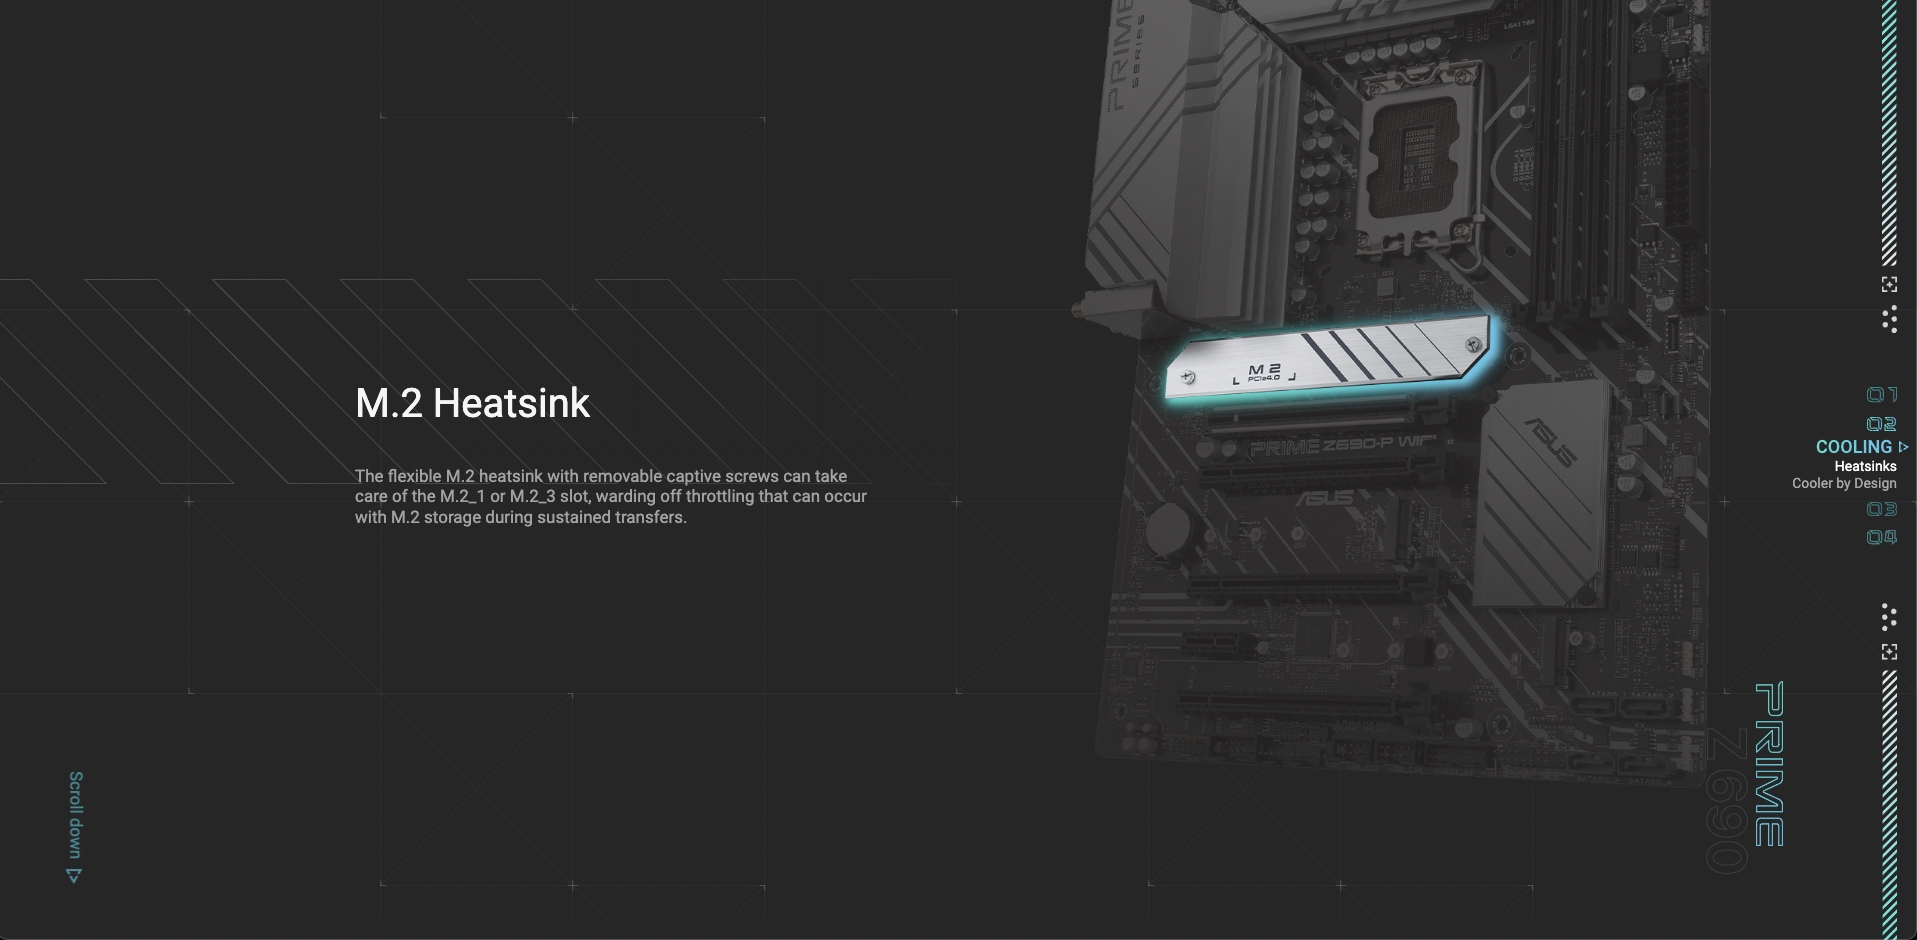 PRIME
SERIES
LGA1700
M.2 Heatsink
The flexible M.2 heatsink with removable captive screws can take
care of the M.2_1 or M.2_3 slot, warding off throttling that can occur
with M.2 storage during sustained transfers.
M 2
PCIe4.0
PRIME Z690-P WIFI
ASUS
ASUS
01
02
COOLING
Heatsinks
Cooler by Design
03
04
PRIME
Z690
Scroll down